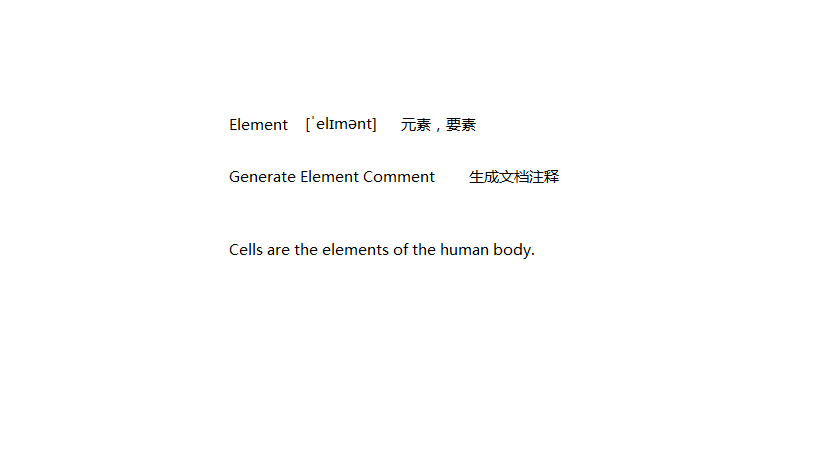 Element [ˈelɪmənt] 元素，要素
Generate Element Comment 生成文档注释
Cells are the elements of the human body.